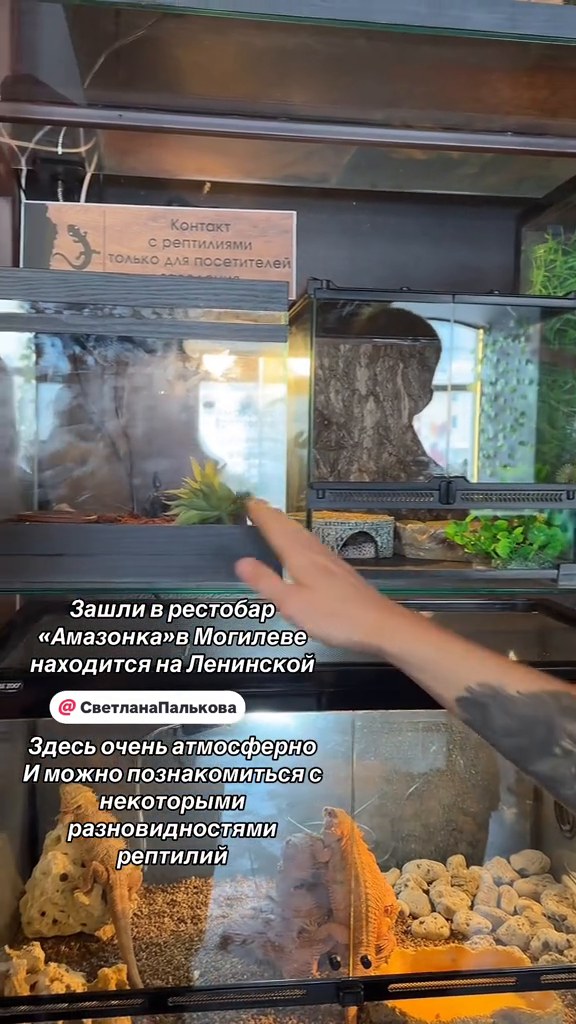 Контакт
с рептилиями
только для посетителей
заведения
Зашли в рестобар
«Амазонка»в Могилеве
находится на Ленинской
@СветланаПалькова
Здесь очень атмосферно
И можно познакомиться с
некоторыми
разновидностями
рептилий